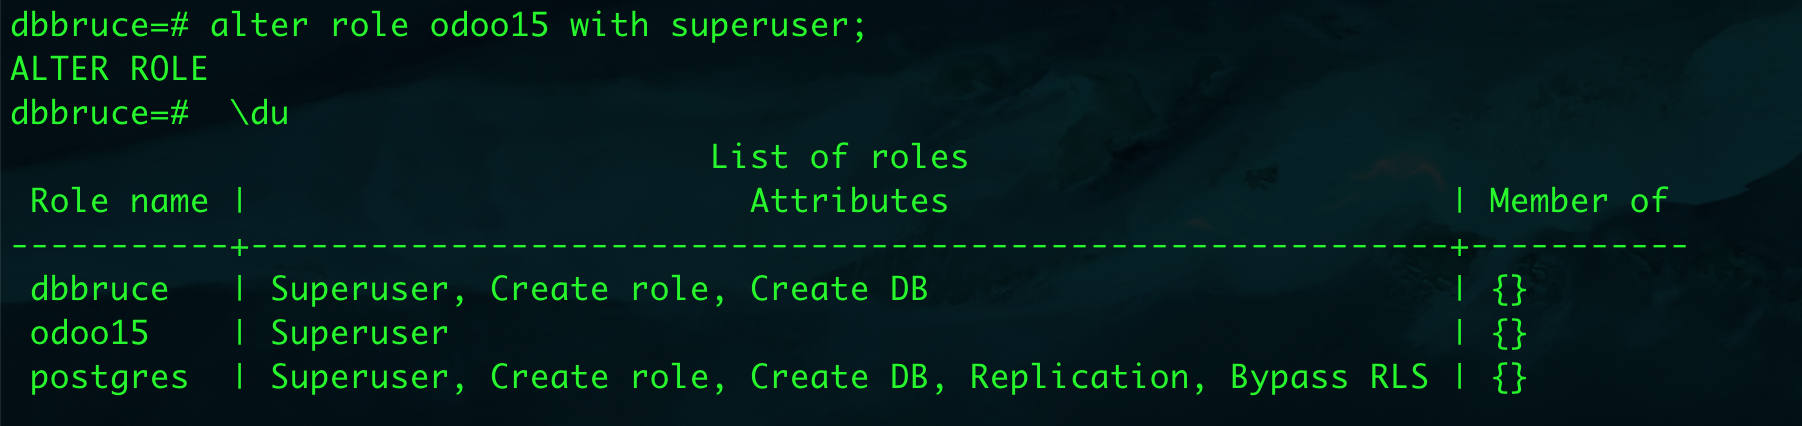 dbbruce=# alter role odoo15 with superuser;
ALTER ROLE
dbbruce=#  \du
                                   List of roles
 Role name |                         Attributes                         | Member of
-----------+------------------------------------------------------------+-----------
 dbbruce   | Superuser, Create role, Create DB                          | {}
 odoo15    | Superuser                                                  | {}
 postgres  | Superuser, Create role, Create DB, Replication, Bypass RLS | {}